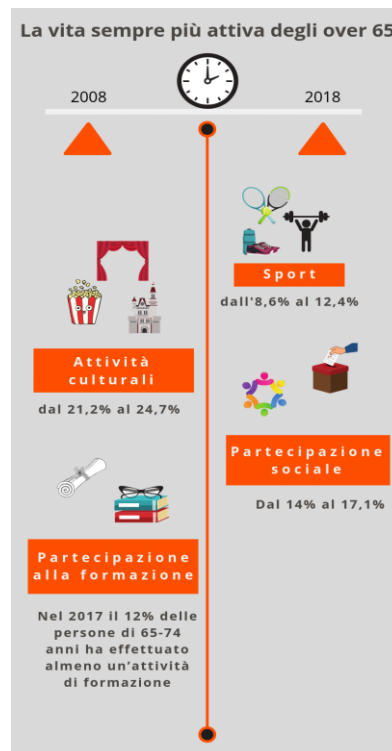 La vita sempre più attiva degli over 65
2008
2018
Sport
dall'8,6% al 12,4%
Attività
culturali
dal 21,2% al 24,7%
Partecipazione
sociale
Dal 14% al 17,1%
Partecipazione
alla formazione
Nel 2017 il 12% delle
persone di 65-74
anni ha effettuato
almeno un'attività
di formazione